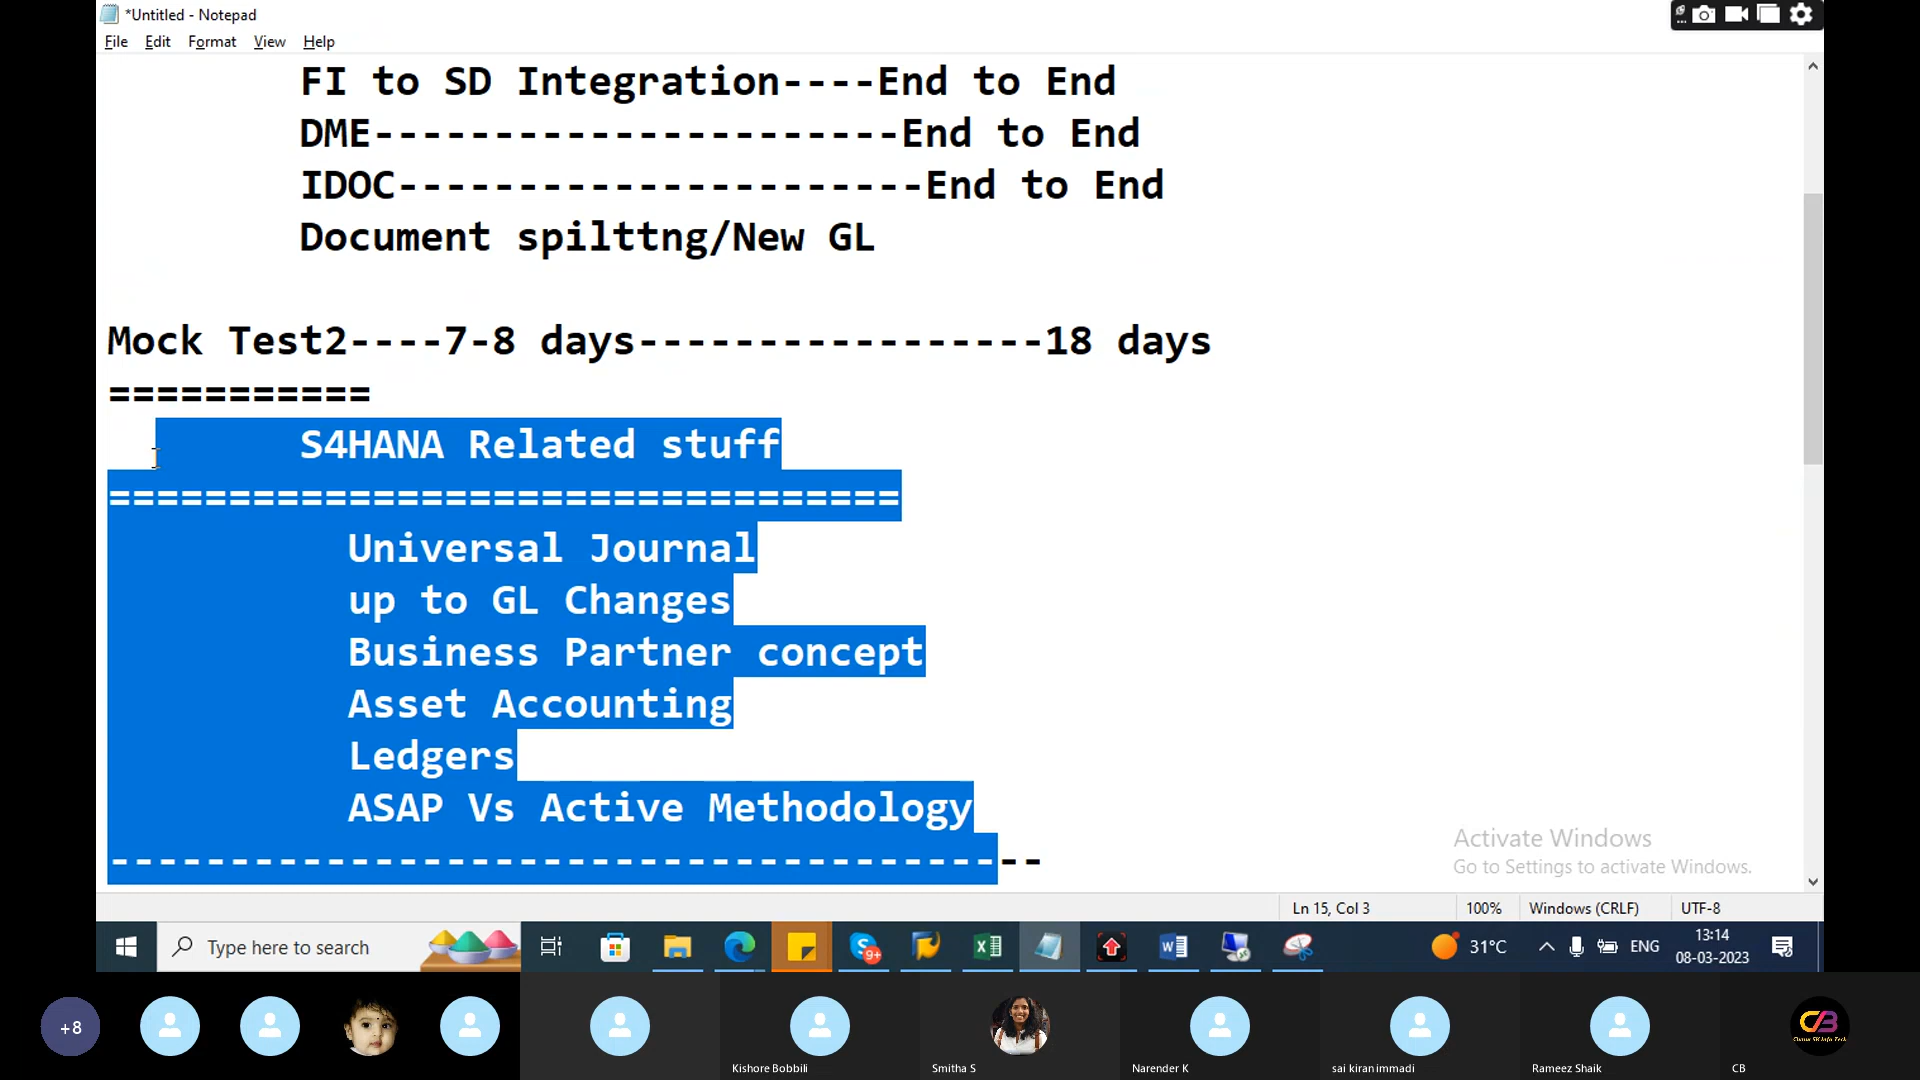 *Untitled - Notepad
File Edit Format View Help
FI to SD Integration----End to End
DME----------------------End to End
IDOC----------------------End to End
Document spilttng/New GL
Mock Test2----7-8 days-----------------18 days
===========
S4HANA Related stuff
=================================
Universal Journal
up to GL Changes
Business Partner concept
Asset Accounting
Ledgers
ASAP Vs Active Methodology
---------------------------------------
Activate Windows
Go to Settings to activate Windows.
Ln 15, Col 3 100% Windows (CRLF) UTF-8
Type here to search
9+
31°C
ENG
13:14
08-03-2023
+8
Kishore Bobbili
Smitha S
Narender K
sai kiran immadi
Rameez Shaik
CB